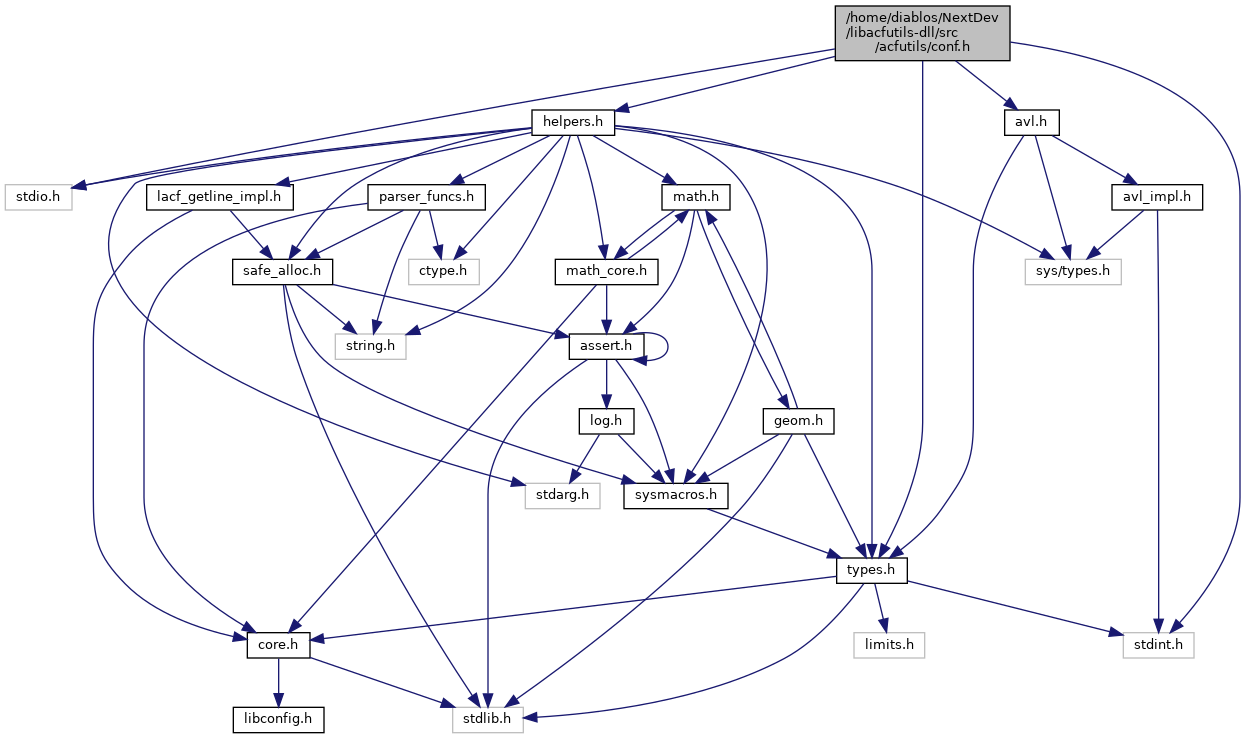 /home/diablos/NextDev
/libacfutils-dll/src
/acfutils/conf.h
helpers.h
avl.h
stdio.h
lacf_getline_impl.h
parser_funcs.h
math.h
avl_impl.h
safe_alloc.h
ctype.h
math_core.h
sys/types.h
string.h
assert.h
log.h
geom.h
stdarg.h
sysmacros.h
types.h
core.h
limits.h
stdint.h
libconfig.h
stdlib.h